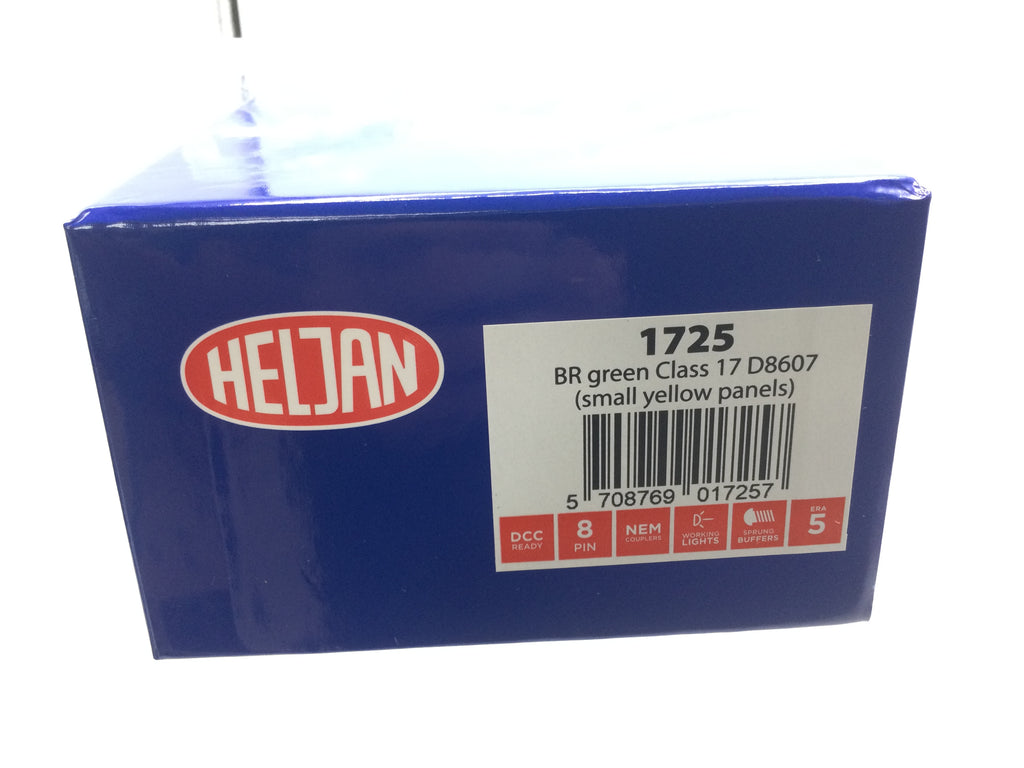 HELJAN
1725
BR green Class 17 D8607
(small yellow panels)
5 708769 017257
DCC READY
8 PIN
NEM COUPLERS
WORKING LIGHTS
SPRUNG BUFFERS
ERA 5